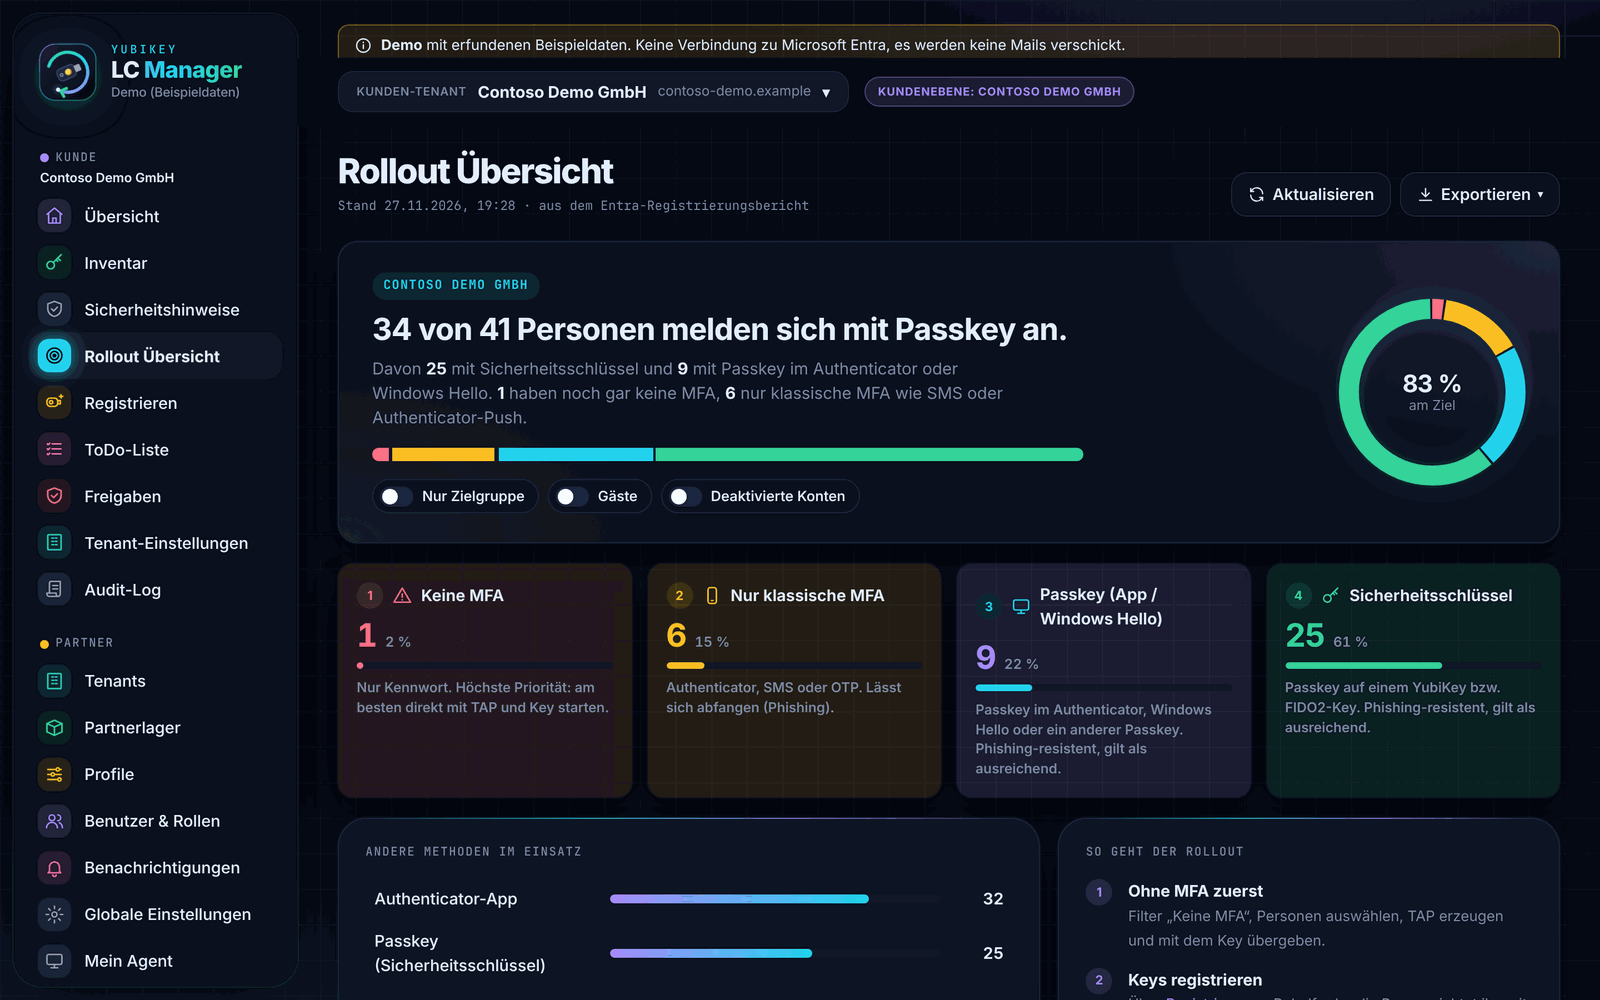 YUBIKEY
LC Manager
Demo (Beispieldaten)
KUNDE
Contoso Demo GmbH
Übersicht
Inventar
Sicherheitshinweise
Rollout Übersicht
Registrieren
ToDo-Liste
Freigaben
Tenant-Einstellungen
Audit-Log
PARTNER
Tenants
Partnerlager
Profile
Benutzer & Rollen
Benachrichtigungen
Globale Einstellungen
Mein Agent
Demo mit erfundenen Beispieldaten. Keine Verbindung zu Microsoft Entra, es werden keine Mails verschickt.
KUNDEN-TENANT Contoso Demo GmbH contoso-demo.example ▾
KUNDENEBENE: CONTOSO DEMO GMBH
Rollout Übersicht
Stand 27.11.2026, 19:28 · aus dem Entra-Registrierungsbericht
Aktualisieren
Exportieren ▾
CONTOSO DEMO GMBH
34 von 41 Personen melden sich mit Passkey an.
Davon 25 mit Sicherheitsschlüssel und 9 mit Passkey im Authenticator oder
Windows Hello. 1 haben noch gar keine MFA, 6 nur klassische MFA wie SMS oder
Authenticator-Push.
Nur Zielgruppe
Gäste
Deaktivierte Konten
83 %
am Ziel
1 Keine MFA
1 2 %
Nur Kennwort. Höchste Priorität: am
besten direkt mit TAP und Key starten.
2 Nur klassische MFA
6 15 %
Authenticator, SMS oder OTP. Lässt
sich abfangen (Phishing).
3 Passkey (App /
Windows Hello)
9 22 %
Passkey im Authenticator, Windows
Hello oder ein anderer Passkey.
Phishing-resistent, gilt als
ausreichend.
4 Sicherheitsschlüssel
25 61 %
Passkey auf einem YubiKey bzw.
FIDO2-Key. Phishing-resistent, gilt als
ausreichend.
ANDERE METHODEN IM EINSATZ
Authenticator-App 32
Passkey
(Sicherheitsschlüssel) 25
SO GEHT DER ROLLOUT
1 Ohne MFA zuerst
Filter „Keine MFA“, Personen auswählen, TAP erzeugen
und mit dem Key übergeben.
2 Keys registrieren